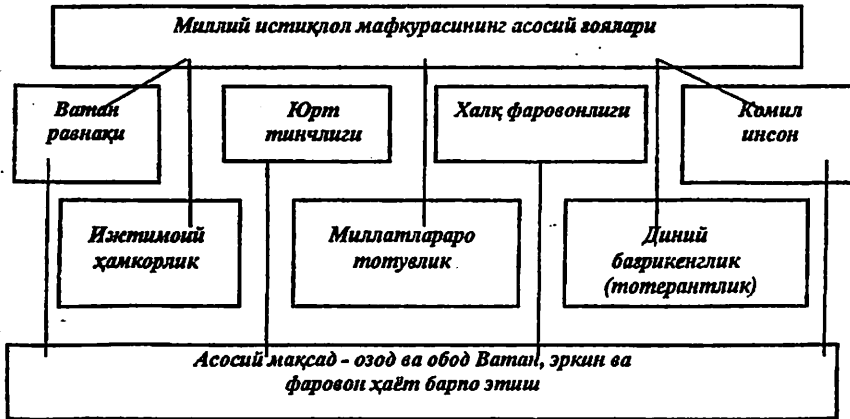 Миллий истиқлол мафкурасининг асосий ғоялари
Ватан
равнақи
Юрт
тинчлиги
Халқ фаровонлиги
Комил
инсон
Ижтимоий
ҳамкорлик
Миллатлараро
тотувлик
Диний
бағрикенглик
(тотерантлик)
Асосий мақсад - озод ва обод Ватан, эркин ва
фаровон ҳаёт барпо этиш